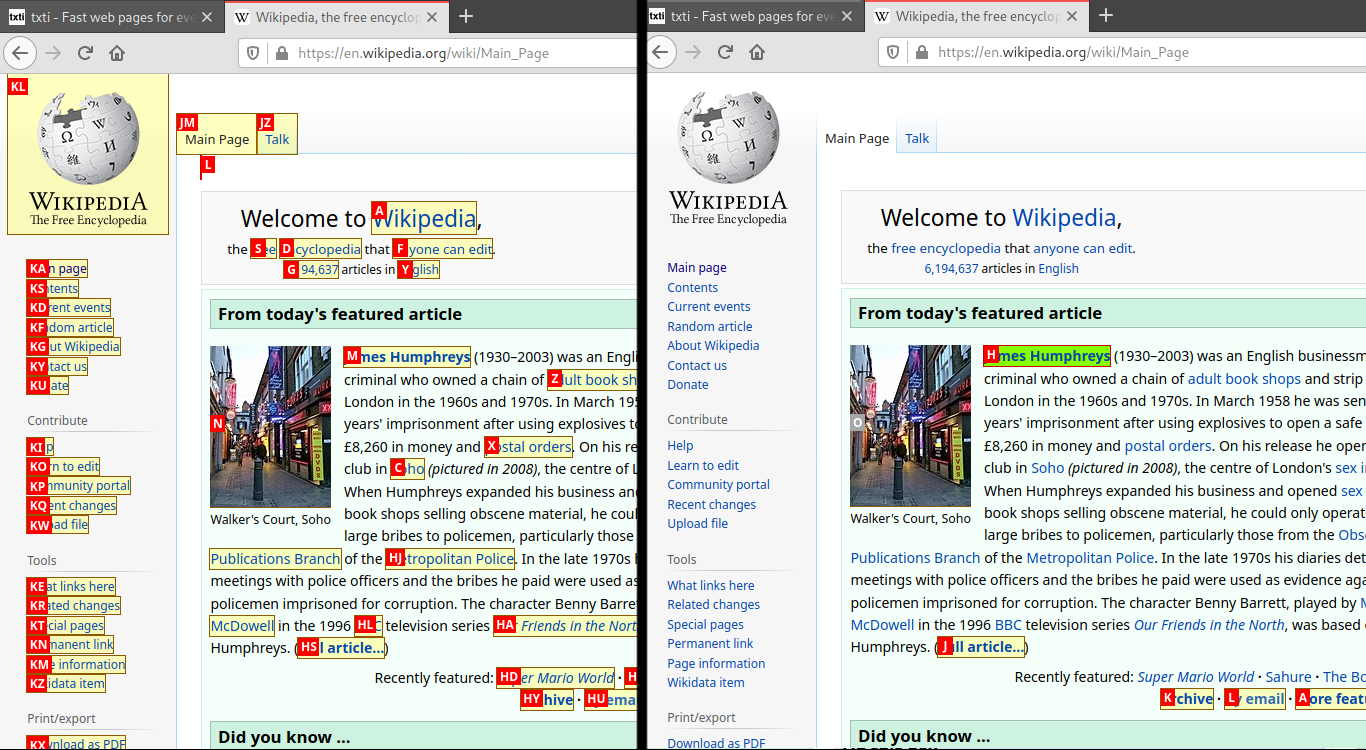 txti - Fast web pages for eve
Wikipedia, the free encyclop
https://en.wikipedia.org/wiki/Main_Page
KL
WIKIPEDIA
The Free Encyclopedia
JM JZ
Main Page Talk
L
Welcome to A Wikipedia,
the S ee D cyclopedia that F yone can edit.
G 94,637 articles in Y glish
KA n page
KS ntents
KD rent events
KF dom article
KG ut Wikipedia
KY tact us
KU ate
Contribute
KI p
KO rn to edit
KP mmunity portal
KQ ent changes
KW oad file
Tools
KE at links here
KR ated changes
KT cial pages
KN manent link
KM e information
KZ idata item
Print/export
KX wnload as PDF
From today's featured article
N
Walker's Court, Soho
M mes Humphreys (1930–2003) was an Engli
criminal who owned a chain of Z ult book sh
London in the 1960s and 1970s. In March 195
years' imprisonment after using explosives to
£8,260 in money and X ostal orders. On his re
club in C oho (pictured in 2008), the centre of L
When Humphreys expanded his business and
book shops selling obscene material, he could
large bribes to policemen, particularly those
Publications Branch of the HJ tropolitan Police. In the late 1970s h
meetings with police officers and the bribes he paid were used as
policemen imprisoned for corruption. The character Benny Barret
McDowell in the 1996 HL C television series HA Friends in the North
Humphreys. (HS l article...)
Recently featured: HD er Mario World · H
HY hive · HU ema
Did you know ...
txti - Fast web pages for eve
Wikipedia, the free encyclop
https://en.wikipedia.org/wiki/Main_Page
WIKIPEDIA
The Free Encyclopedia
Main Page Talk
Welcome to Wikipedia,
the free encyclopedia that anyone can edit.
6,194,637 articles in English
Main page
Contents
Current events
Random article
About Wikipedia
Contact us
Donate
Contribute
Help
Learn to edit
Community portal
Recent changes
Upload file
Tools
What links here
Related changes
Special pages
Permanent link
Page information
Wikidata item
Print/export
Download as PDF
From today's featured article
O
Walker's Court, Soho
H mes Humphreys (1930–2003) was an English businessm
criminal who owned a chain of adult book shops and strip
London in the 1960s and 1970s. In March 1958 he was sen
years' imprisonment after using explosives to open a safe
£8,260 in money and postal orders. On his release he open
club in Soho (pictured in 2008), the centre of London's sex in
When Humphreys expanded his business and opened sex
book shops selling obscene material, he could only operat
large bribes to policemen, particularly those from the Obs
Publications Branch of the Metropolitan Police. In the late 1970s his diaries det
meetings with police officers and the bribes he paid were used as evidence aga
policemen imprisoned for corruption. The character Benny Barrett, played by M
McDowell in the 1996 BBC television series Our Friends in the North, was based
Humphreys. (J ull article...)
Recently featured: Super Mario World · Sahure · The Bo
K rchive · L y email · A ore feat
Did you know ...